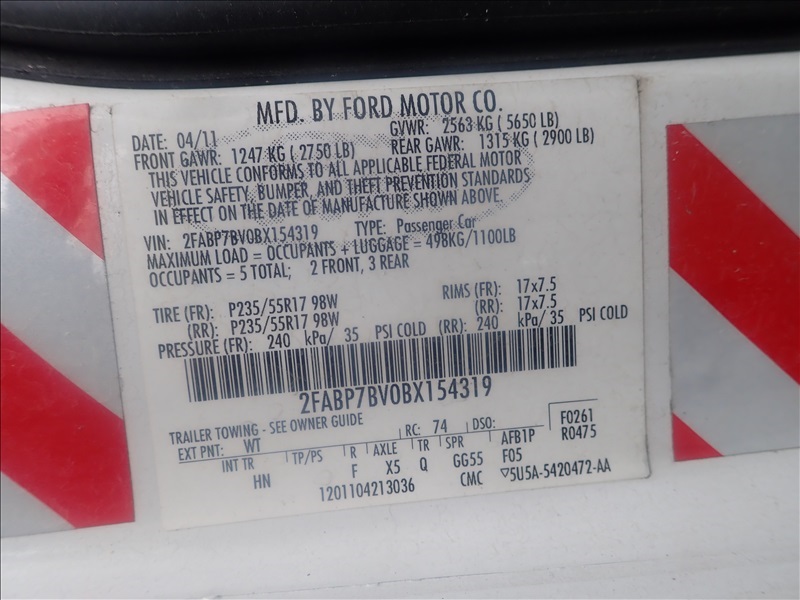 MFD. BY FORD MOTOR CO.
DATE: 04/11 GVWR: 2563 KG ( 5650 LB)
FRONT GAWR: 1247 KG ( 2750 LB) REAR GAWR: 1315 KG ( 2900 LB)
THIS VEHICLE CONFORMS TO ALL APPLICABLE FEDERAL MOTOR
VEHICLE SAFETY, BUMPER, AND THEFT PREVENTION STANDARDS
IN EFFECT ON THE DATE OF MANUFACTURE SHOWN ABOVE.
VIN: 2FABP7BV0BX154319 TYPE: Passenger Car
MAXIMUM LOAD = OCCUPANTS + LUGGAGE = 498KG/1100LB
OCCUPANTS = 5 TOTAL; 2 FRONT, 3 REAR
TIRE (FR): P235/55R17 98W RIMS (FR): 17x7.5
(RR): P235/55R17 98W (RR): 17x7.5
PRESSURE (FR): 240 kPa/ 35 PSI COLD (RR): 240 kPa/ 35 PSI COLD
2FABP7BV0BX154319
TRAILER TOWING - SEE OWNER GUIDE
EXT PNT: WT RC: 74 DSO: F0261
INT TR TP/PS R AXLE TR SPR AFB1P R0475
HN F X5 Q GG55 F05
1201104213036 CMC ▽5U5A-5420472-AA